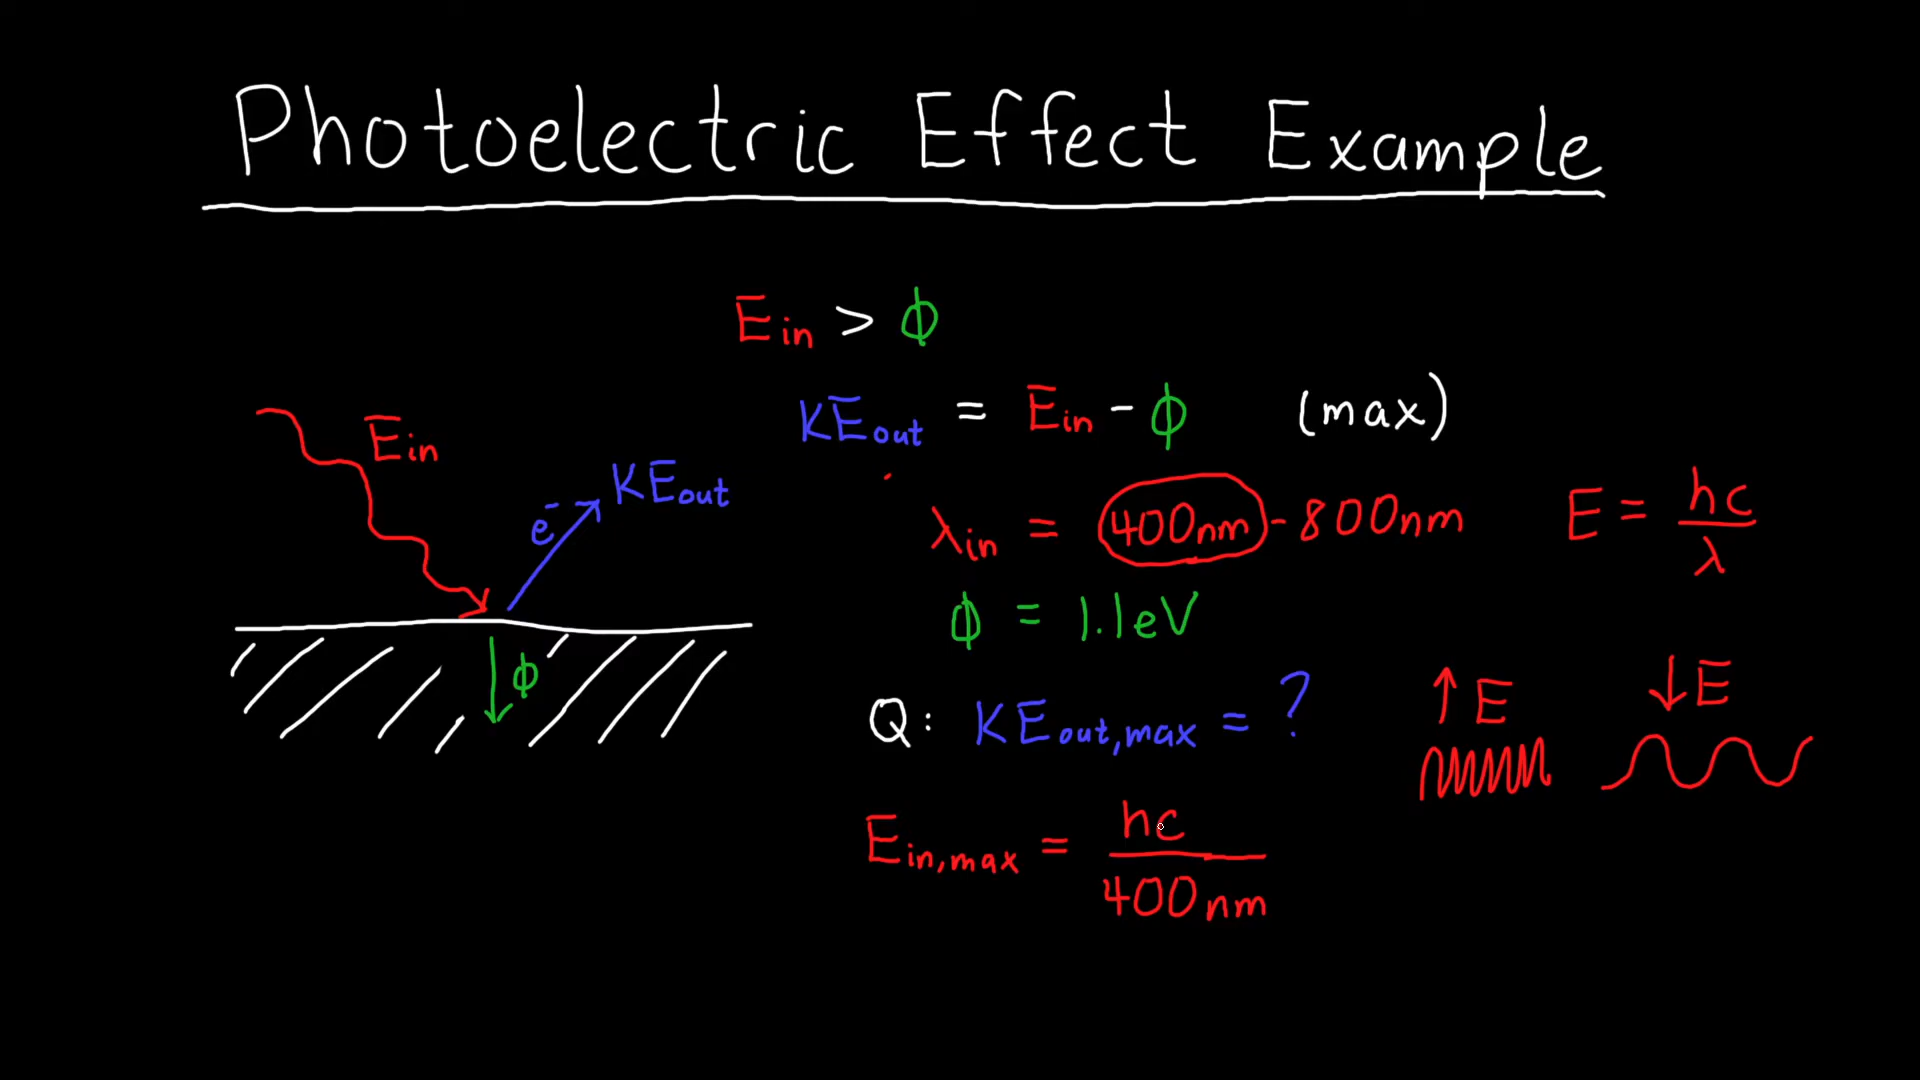 Photoelectric Effect Example
Ein > ϕ
KEout = Ein - ϕ (max)
Ein
KEout
e-
ϕ
λin = 400nm - 800nm
E = hc/λ
ϕ = 1.1eV
Q: KEout,max = ?
↑E
↓E
Ein,max = hc/400nm